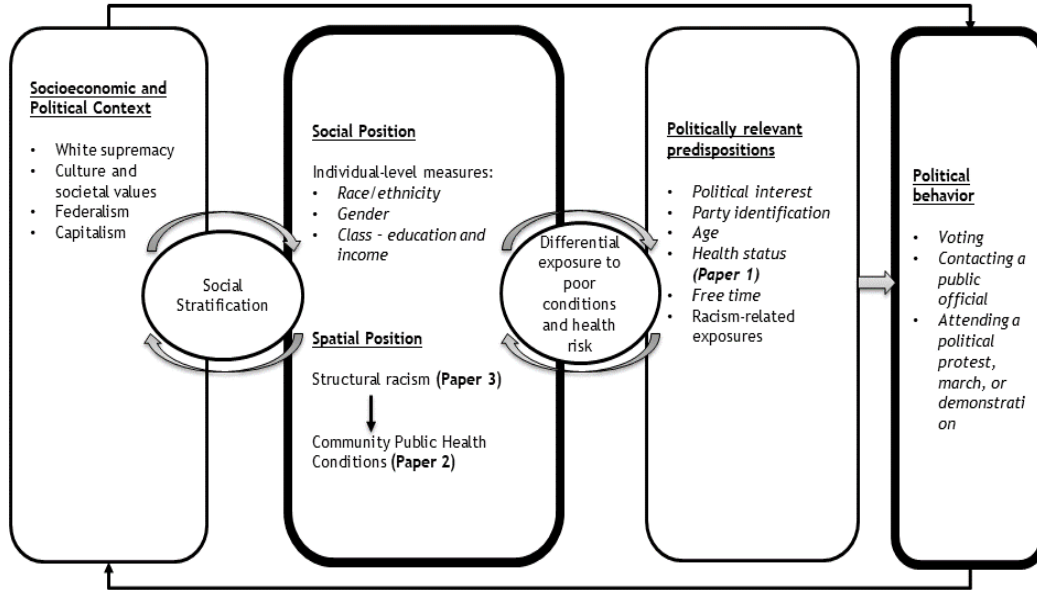 Socioeconomic and
Political Context
• White supremacy
• Culture and
societal values
• Federalism
• Capitalism
Social
Stratification
Social Position
Individual-level measures:
• Race/ethnicity
• Gender
• Class – education and
income
Spatial Position
Structural racism (Paper 3)
Community Public Health
Conditions (Paper 2)
Differential
exposure to
poor
conditions
and health
risk
Politically relevant
predispositions
• Political interest
• Party identification
• Age
• Health status
(Paper 1)
• Free time
• Racism-related
exposures
Political
behavior
• Voting
• Contacting a
public
official
• Attending a
political
protest,
march, or
demonstrati
on